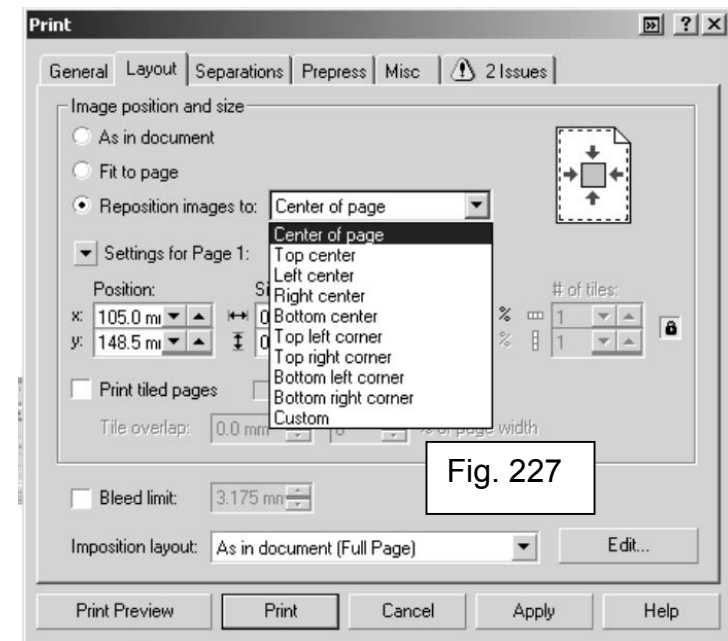 Print
General Layout Separations Prepress Misc 2 Issues
Image position and size
As in document
Fit to page
Reposition images to: Center of page
Center of page
Top center
Left center
Right center
Bottom center
Top left corner
Top right corner
Bottom left corner
Bottom right corner
Custom
Settings for Page 1:
Position: # of tiles:
x: 105.0 % 1
y: 148.5 % 1
Print tiled pages
Tile overlap: 0.0 mm of page width
Fig. 227
Bleed limit: 3.175
Imposition layout: As in document (Full Page) Edit...
Print Preview Print Cancel Apply Help